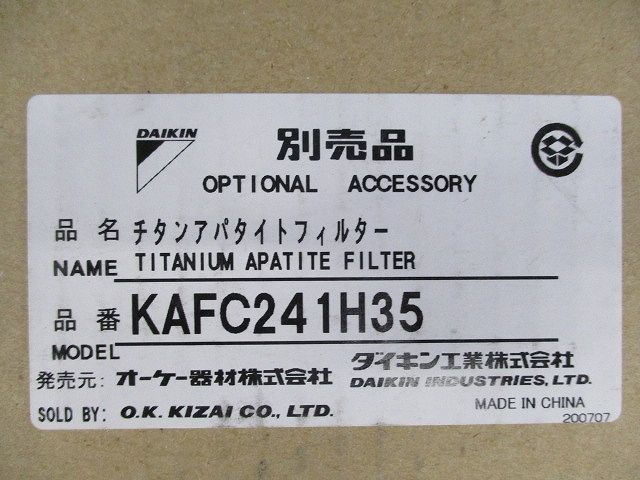 DAIKIN
別売品
OPTIONAL ACCESSORY
品名 チタンアパタイトフィルター
NAME TITANIUM APATITE FILTER
品番 KAFC241H35
MODEL
発売元: オーケー器材株式会社
SOLD BY: O.K. KIZAI CO., LTD.
ダイキン工業株式会社
DAIKIN INDUSTRIES, LTD.
MADE IN CHINA
200707